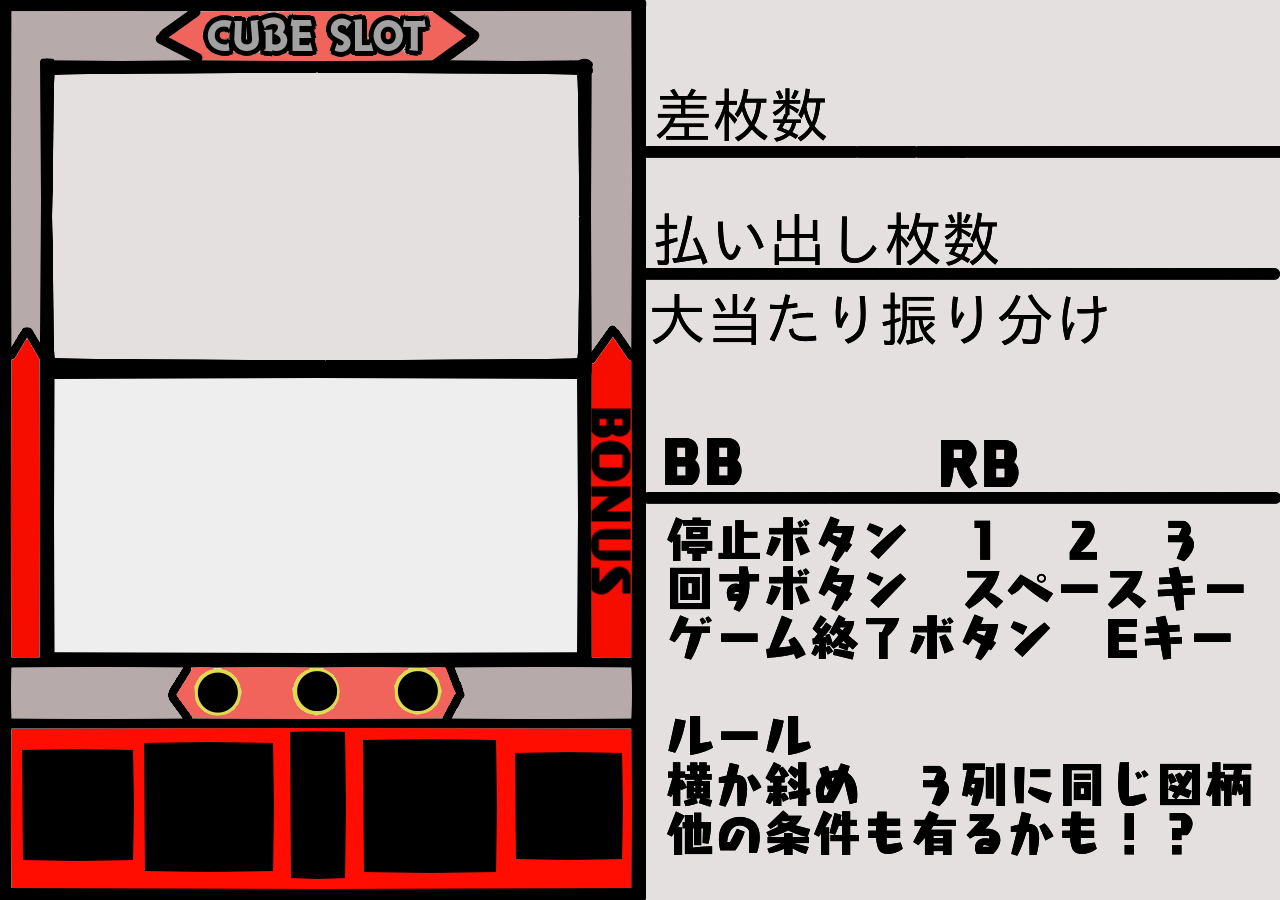 CUBE SLOT
差枚数
払い出し枚数
大当たり振り分け
BB RB
BONUS
停止ボタン 1 2 3
回すボタン スペースキー
ゲーム終了ボタン Eキー
ルール
横か斜め 3列に同じ図柄
他の条件も有るかも！？